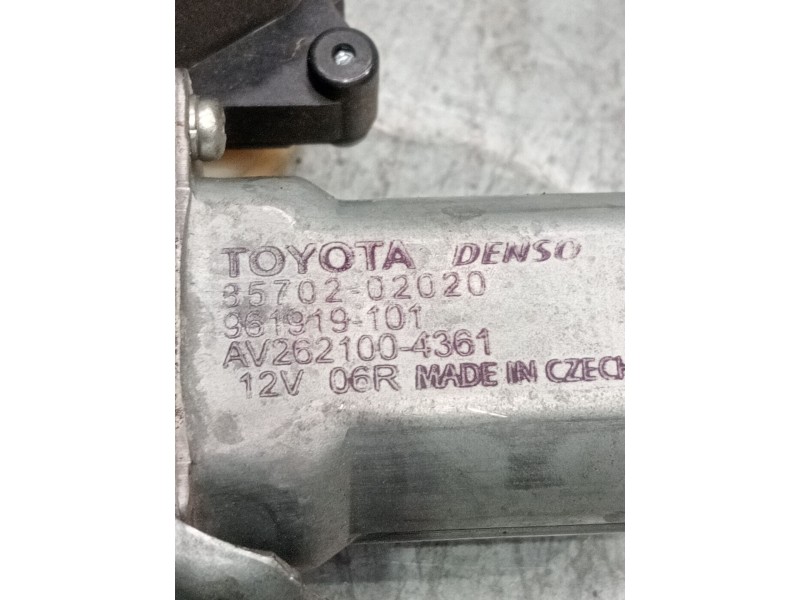 TOYOTA DENSO
85702-02020
961919-101
AV262100-4361
12V 06R MADE IN CZECH